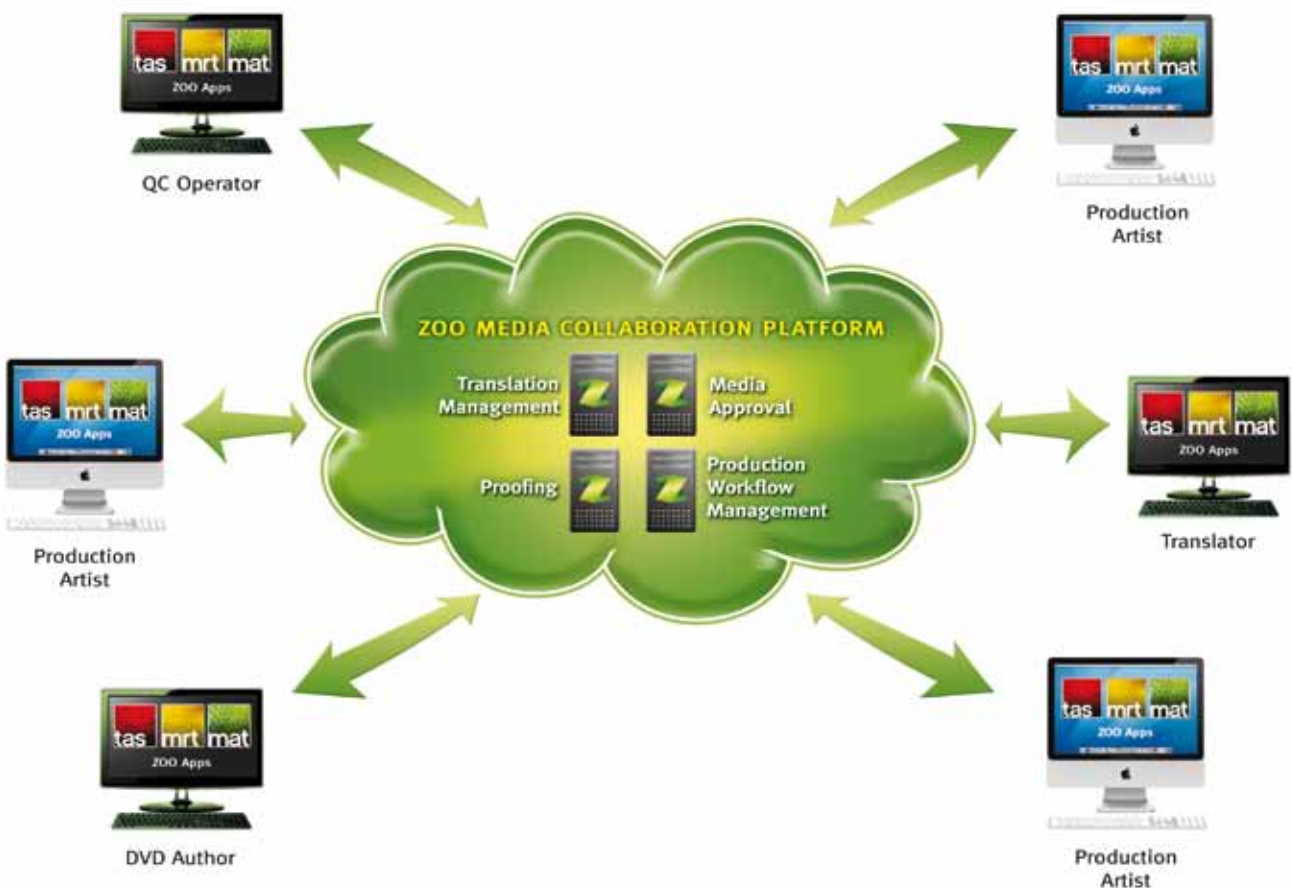 tas mrt mat
ZOO Apps
QC Operator
tas mrt mat
ZOO Apps
Production
Artist
ZOO MEDIA COLLABORATION PLATFORM
Translation
Management
Media
Approval
Proofing
Production
Workflow
Management
tas mrt mat
ZOO Apps
Production
Artist
tas mrt mat
ZOO Apps
Translator
tas mrt mat
ZOO Apps
DVD Author
tas mrt mat
ZOO Apps
Production
Artist